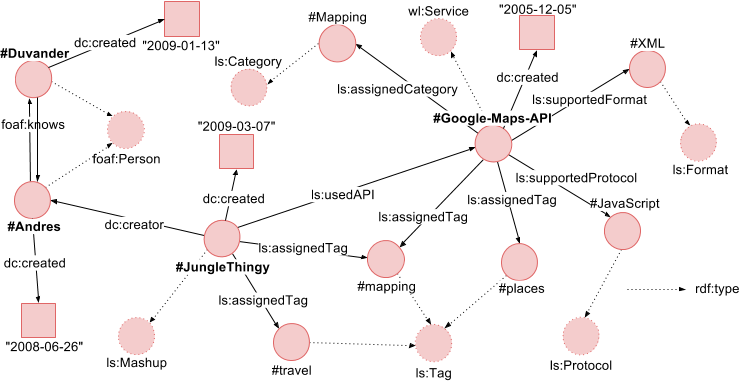 wl:Service
"2005-12-05"
#Mapping
#Duvander
dc:created
"2009-01-13"
#XML
ls:Category
dc:created
ls:assignedCategory
ls:supportedFormat
#Google-Maps-API
foaf:knows
"2009-03-07"
foaf:Person
ls:Format
ls:supportedProtocol
dc:created
ls:usedAPI
ls:assignedTag
#JavaScript
ls:assignedTag
#Andres
dc:creator
ls:assignedTag
dc:created
#JungleThingy
#mapping
#places
rdf:type
ls:assignedTag
"2008-06-26"
ls:Mashup
#travel
ls:Tag
ls:Protocol